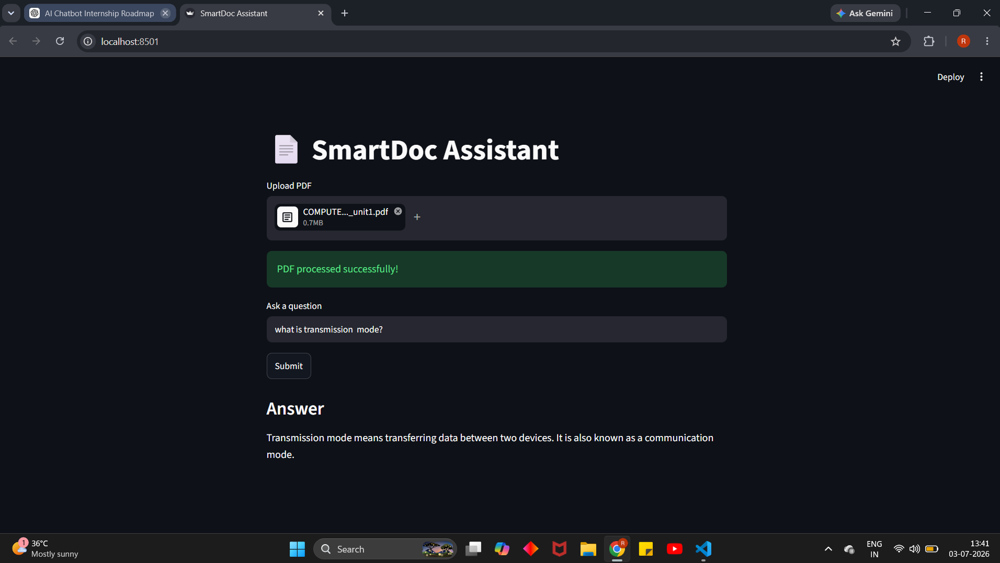 AI Chatbot Internship Roadmap
SmartDoc Assistant
Ask Gemini
localhost:8501
R
Deploy
SmartDoc Assistant
Upload PDF
COMPUTE..._unit1.pdf
0.7MB
PDF processed successfully!
Ask a question
what is transmission  mode?
Submit
Answer
Transmission mode means transferring data between two devices. It is also known as a communication
mode.
1
36°C
Mostly sunny
Search
R
ENG
IN
13:41
03-07-2026